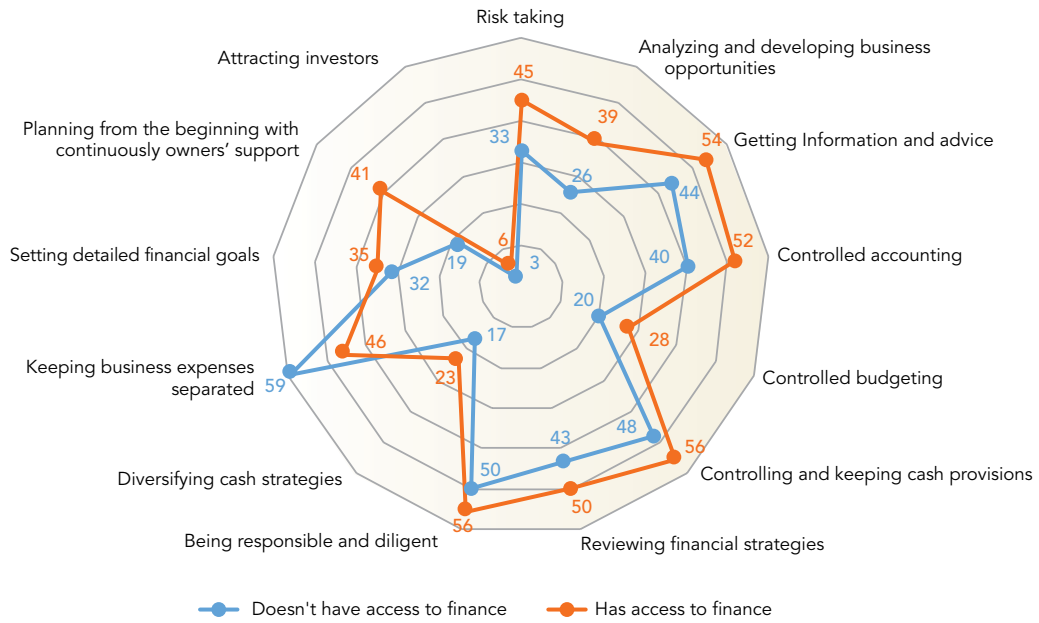 Risk taking
Attracting investors
Analyzing and developing business
opportunities
45
39
Planning from the beginning with
continuously owners' support
33
54
Getting Information and advice
41
26
44
6
52
Setting detailed financial goals
35
19
3
40
Controlled accounting
32
20
46
17
28
Keeping business expenses
separated
59
23
Controlled budgeting
43
48
56
Diversifying cash strategies
50
Controlling and keeping cash provisions
56
50
Being responsible and diligent
Reviewing financial strategies
Doesn't have access to finance
Has access to finance